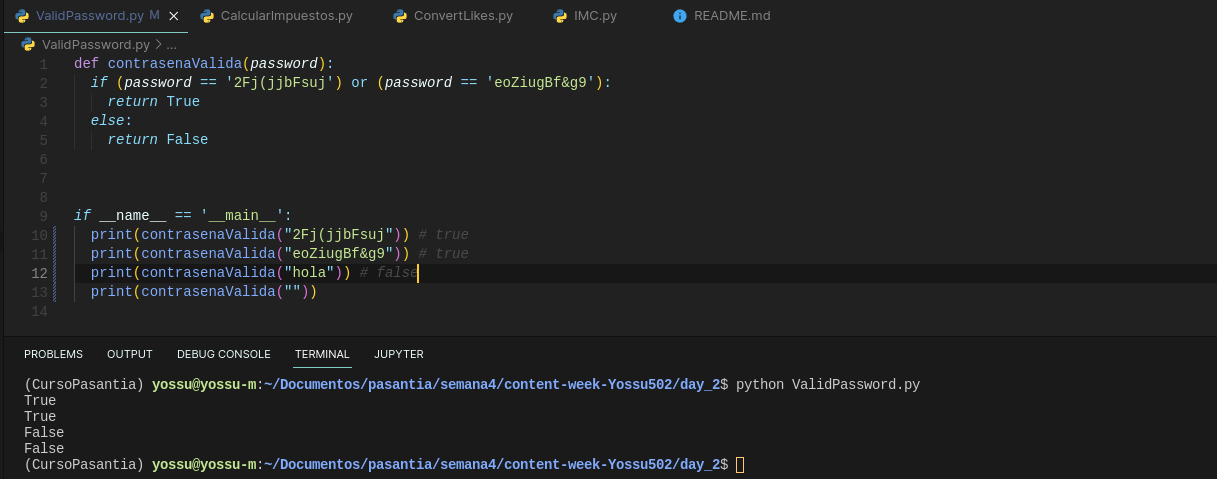 ValidPassword.py M CalcularImpuestos.py ConvertLikes.py IMC.py README.md
ValidPassword.py > ...
1 def contrasenaValida(password):
2 if (password == '2Fj(jjbFsuj') or (password == 'eoZiugBf&g9'):
3 return True
4 else:
5 return False
6
7
8
9 if __name__ == '__main__':
10 print(contrasenaValida("2Fj(jjbFsuj")) # true
11 print(contrasenaValida("eoZiugBf&g9")) # true
12 print(contrasenaValida("hola")) # false
13 print(contrasenaValida(""))
14
PROBLEMS OUTPUT DEBUG CONSOLE TERMINAL JUPYTER
(CursoPasantia) yossu@yossu-m:~/Documentos/pasantia/semana4/content-week-Yossu502/day_2$ python ValidPassword.py
True
True
False
False
(CursoPasantia) yossu@yossu-m:~/Documentos/pasantia/semana4/content-week-Yossu502/day_2$